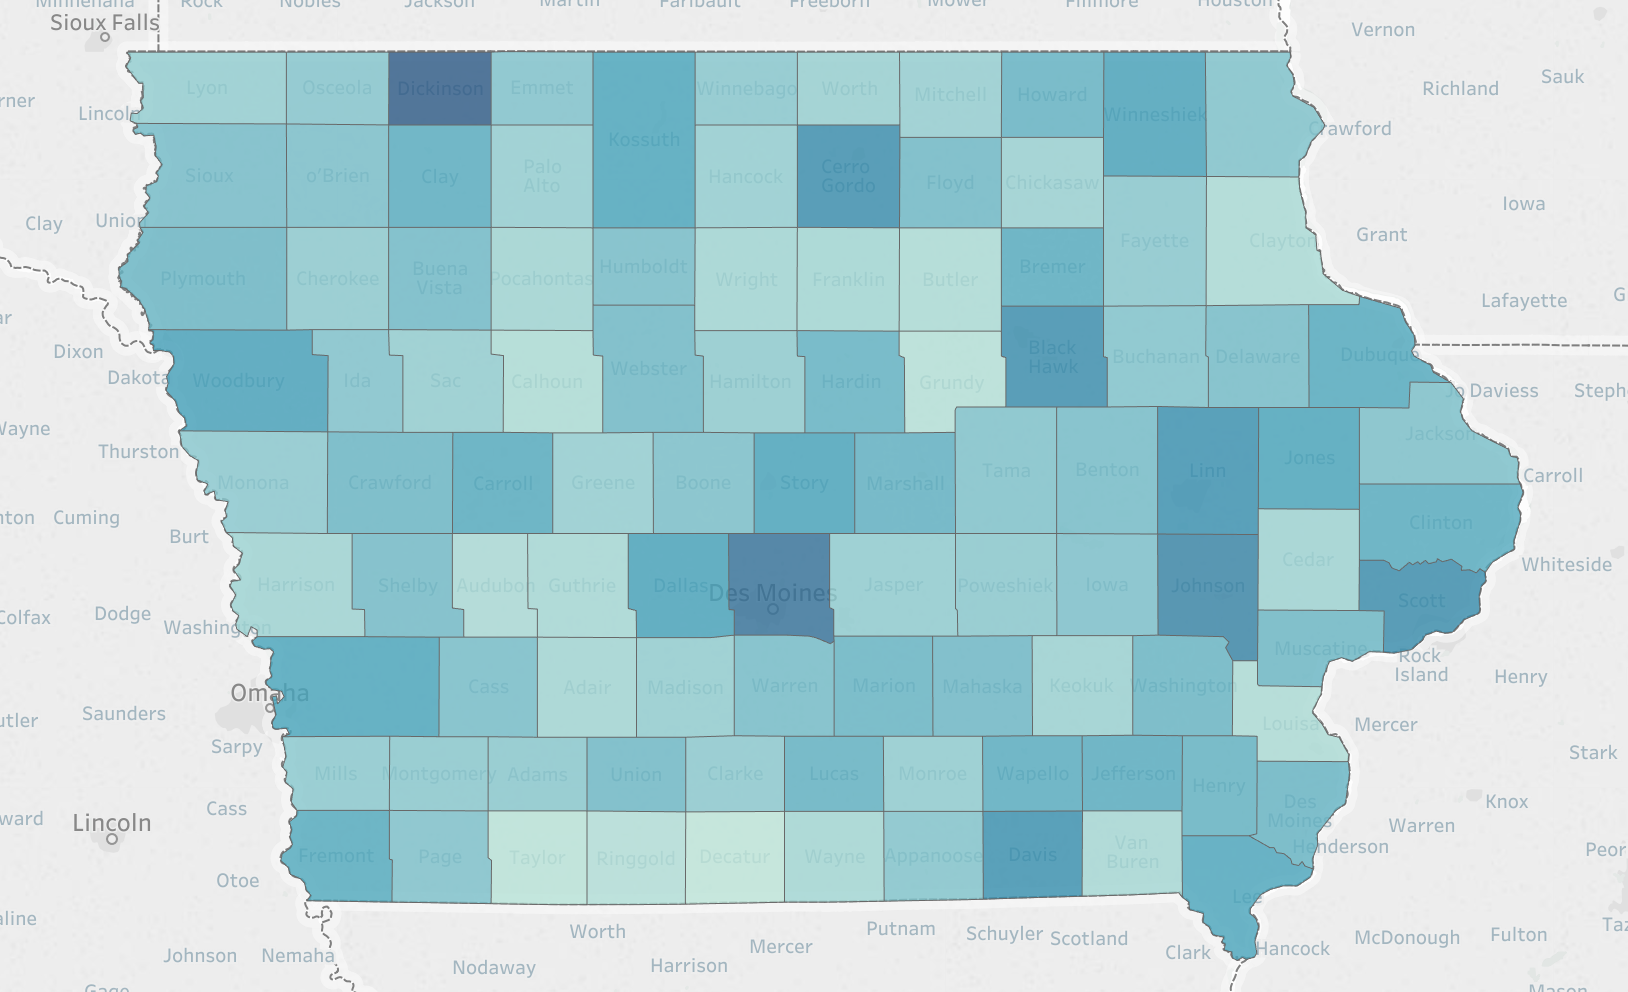 Minnehaha
Rock
Nobles
Jackson
Martin
Faribault
Freeborn
Mower
Fillmore
Houston
Sioux Falls
Vernon
Richland
Sauk
Lincoln
Crawford
Lyon
Osceola
Dickinson
Emmet
Winnebago
Worth
Mitchell
Howard
Winneshiek
Kossuth
Sioux
o'Brien
Clay
Palo
Alto
Hancock
Cerro
Gordo
Floyd
Chickasaw
Iowa
Clay
Union
Fayette
Clayton
Grant
Plymouth
Cherokee
Buena
Vista
Pocahontas
Humboldt
Wright
Franklin
Butler
Bremer
Lafayette
Dixon
Dakota
Woodbury
Ida
Sac
Calhoun
Webster
Hamilton
Hardin
Grundy
Black
Hawk
Buchanan
Delaware
Dubuque
Jo Daviess
Steph
Wayne
Thurston
Monona
Crawford
Carroll
Greene
Boone
Story
Marshall
Tama
Benton
Linn
Jones
Jackson
Carroll
nton
Cuming
Burt
Clinton
Whiteside
Harrison
Shelby
Audubon
Guthrie
Dallas
Des Moines
Jasper
Poweshiek
Iowa
Johnson
Cedar
Scott
Colfax
Dodge
Washington
Muscatine
Rock
Island
Henry
Omaha
Cass
Adair
Madison
Warren
Marion
Mahaska
Keokuk
Washington
Louisa
Mercer
utler
Saunders
Sarpy
Stark
Mills
Montgomery
Adams
Union
Clarke
Lucas
Monroe
Wapello
Jefferson
Henry
Des
Moines
Knox
Cass
ward
Lincoln
Warren
Henderson
Peor
Fremont
Page
Taylor
Ringgold
Decatur
Wayne
Appanoose
Davis
Van
Buren
Lee
Otoe
aline
Johnson
Nemaha
Nodaway
Worth
Harrison
Mercer
Putnam
Schuyler
Scotland
Clark
Hancock
McDonough
Fulton
Taz
Gage
Mason